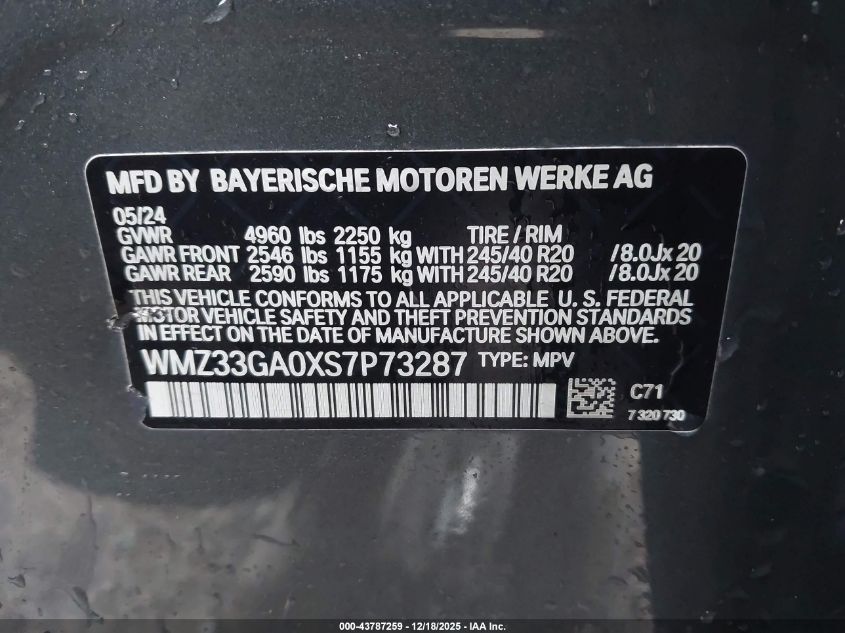 MFD BY BAYERISCHE MOTOREN WERKE AG
05/24
GVWR 4960 lbs 2250 kg TIRE / RIM
GAWR FRONT 2546 lbs 1155 kg WITH 245/40 R20 /8.0Jx 20
GAWR REAR 2590 lbs 1175 kg WITH 245/40 R20 /8.0Jx 20
THIS VEHICLE CONFORMS TO ALL APPLICABLE U. S. FEDERAL
MOTOR VEHICLE SAFETY AND THEFT PREVENTION STANDARDS
IN EFFECT ON THE DATE OF MANUFACTURE SHOWN ABOVE.
WMZ33GA0XS7P73287 TYPE: MPV
C71
7 320 730
000-43787259 - 12/18/2025 - IAA Inc.